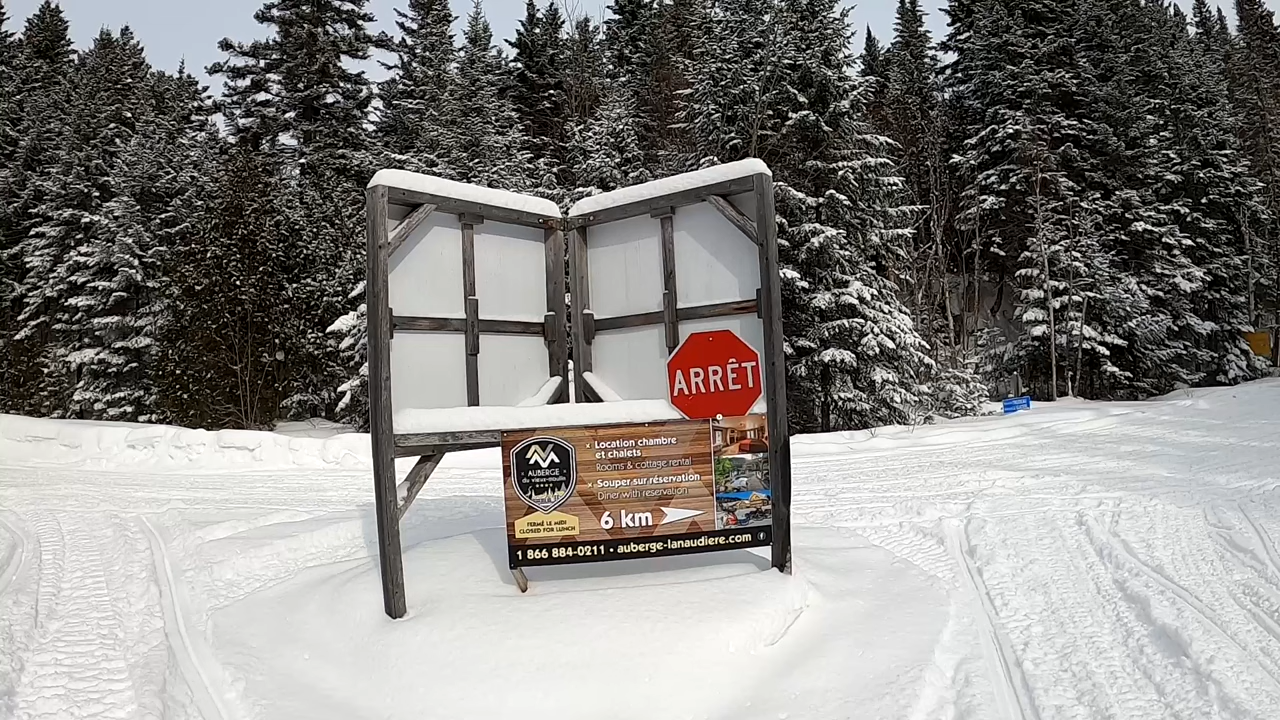 ARRÊT
AUBERGE
du vieux-moulin
FERMÉ LE MIDI
CLOSED FOR LUNCH
× Location chambre
et chalets
Rooms & cottage rental
× Souper sur réservation
Diner with reservation
6 km
1 866 884-0211 • auberge-lanaudiere.com